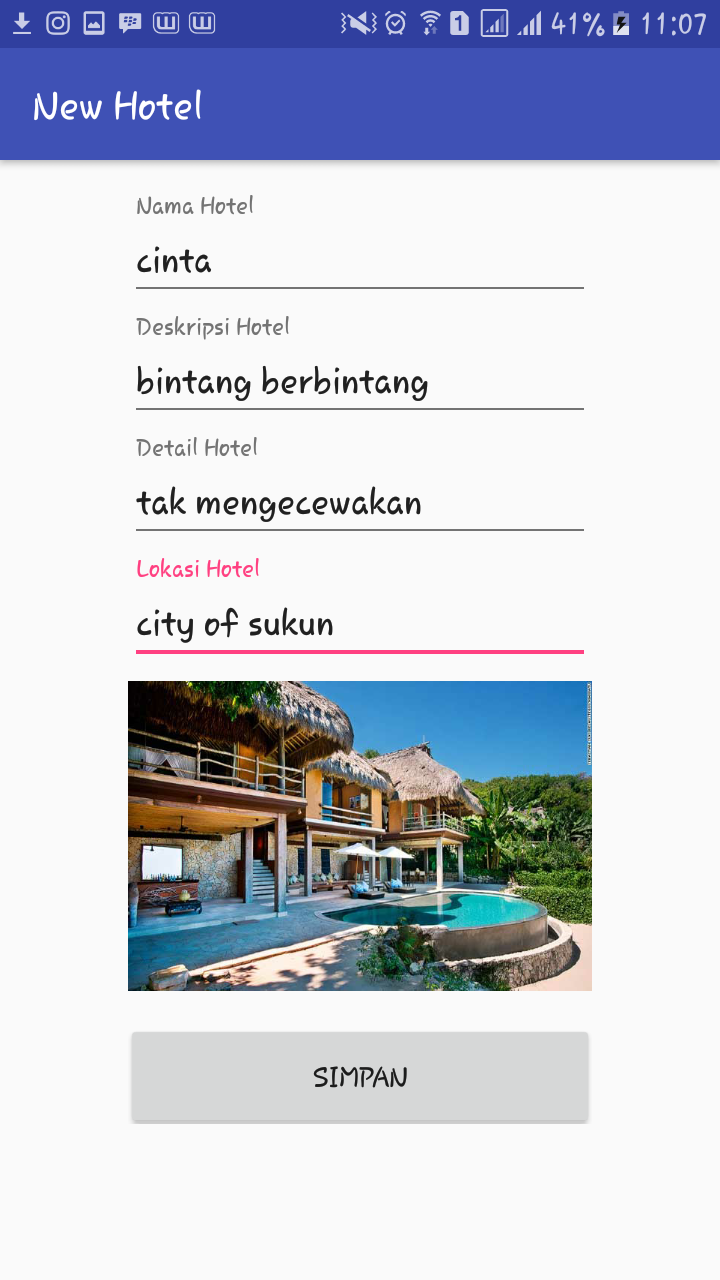 1 41% 11:07
New Hotel
Nama Hotel
cinta
Deskripsi Hotel
bintang berbintang
Detail Hotel
tak mengecewakan
Lokasi Hotel
city of sukun
SIMPAN